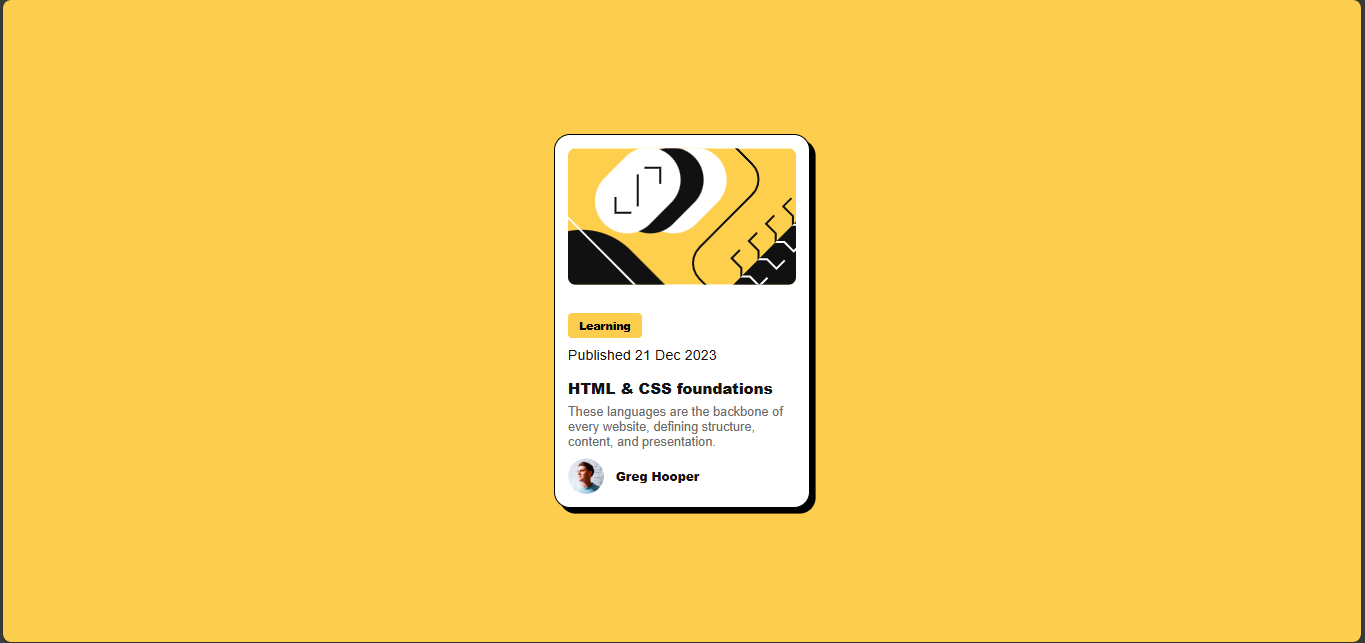 Learning
Published 21 Dec 2023
HTML & CSS foundations
These languages are the backbone of
every website, defining structure,
content, and presentation.
Greg Hooper